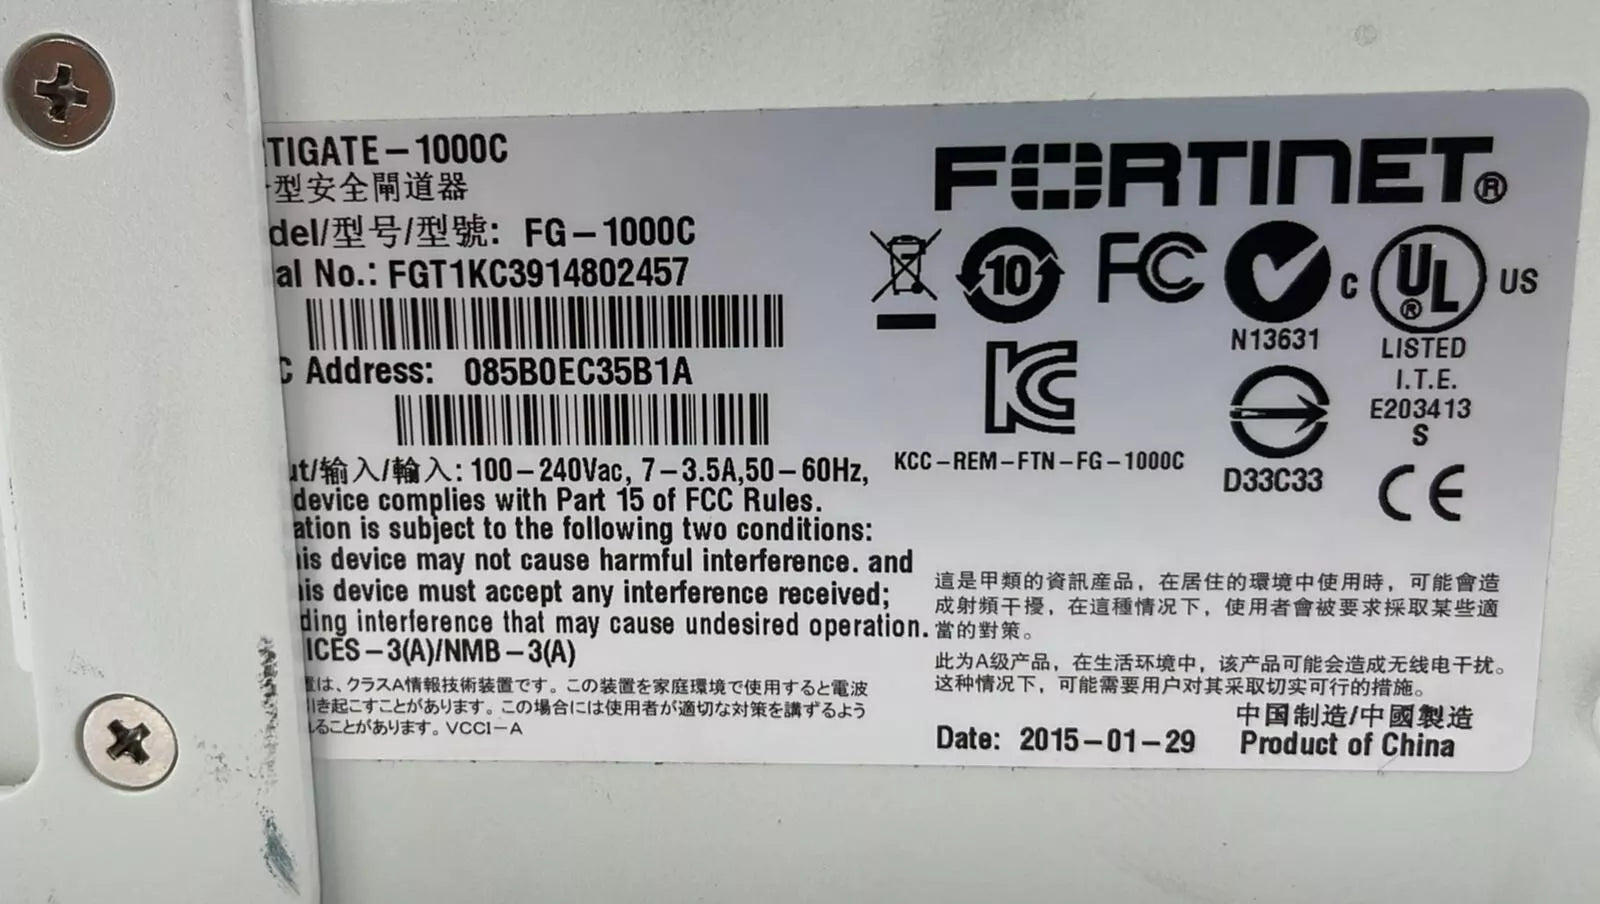 TIGATE-1000C
型安全閘道器
del/型号/型號: FG-1000C
al No.: FGT1KC3914802457
C Address: 085B0EC35B1A
ut/输入/輸入: 100-240Vac, 7-3.5A,50-60Hz,
device complies with Part 15 of FCC Rules.
ation is subject to the following two conditions:
his device may not cause harmful interference. and
his device must accept any interference received;
ding interference that may cause undesired operation.
ICES-3(A)/NMB-3(A)
置は、クラスA情報技術装置です。この装置を家庭環境で使用すると電波
引き起こすことがあります。この場合には使用者が適切な対策を講ずるよう
れることがあります。VCCI-A
FORTINET®
10
FC
N13631
C UL® US
LISTED
I.T.E.
E203413
S
KC
KCC-REM-FTN-FG-1000C
D33C33
CE
這是甲類的資訊產品，在居住的環境中使用時，可能會造
成射頻干擾，在這種情況下，使用者會被要求採取某些適
當的對策。
此为A级产品，在生活环境中，该产品可能会造成无线电干扰。
这种情况下，可能需要用户对其采取切实可行的措施。
中国制造/中國製造
Date: 2015-01-29 Product of China